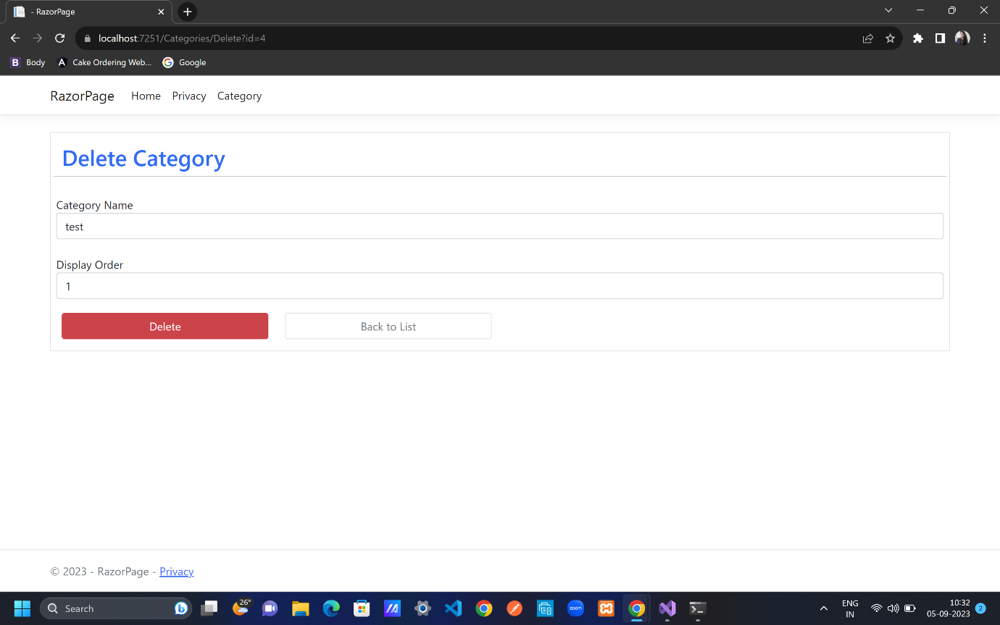 - RazorPage
localhost:7251/Categories/Delete?id=4
B Body A Cake Ordering Web... G Google
RazorPage Home Privacy Category
Delete Category
Category Name
test
Display Order
1
Delete Back to List
© 2023 - RazorPage - Privacy
Search 26° zoom ENG 10:32
IN 05-09-2023 2